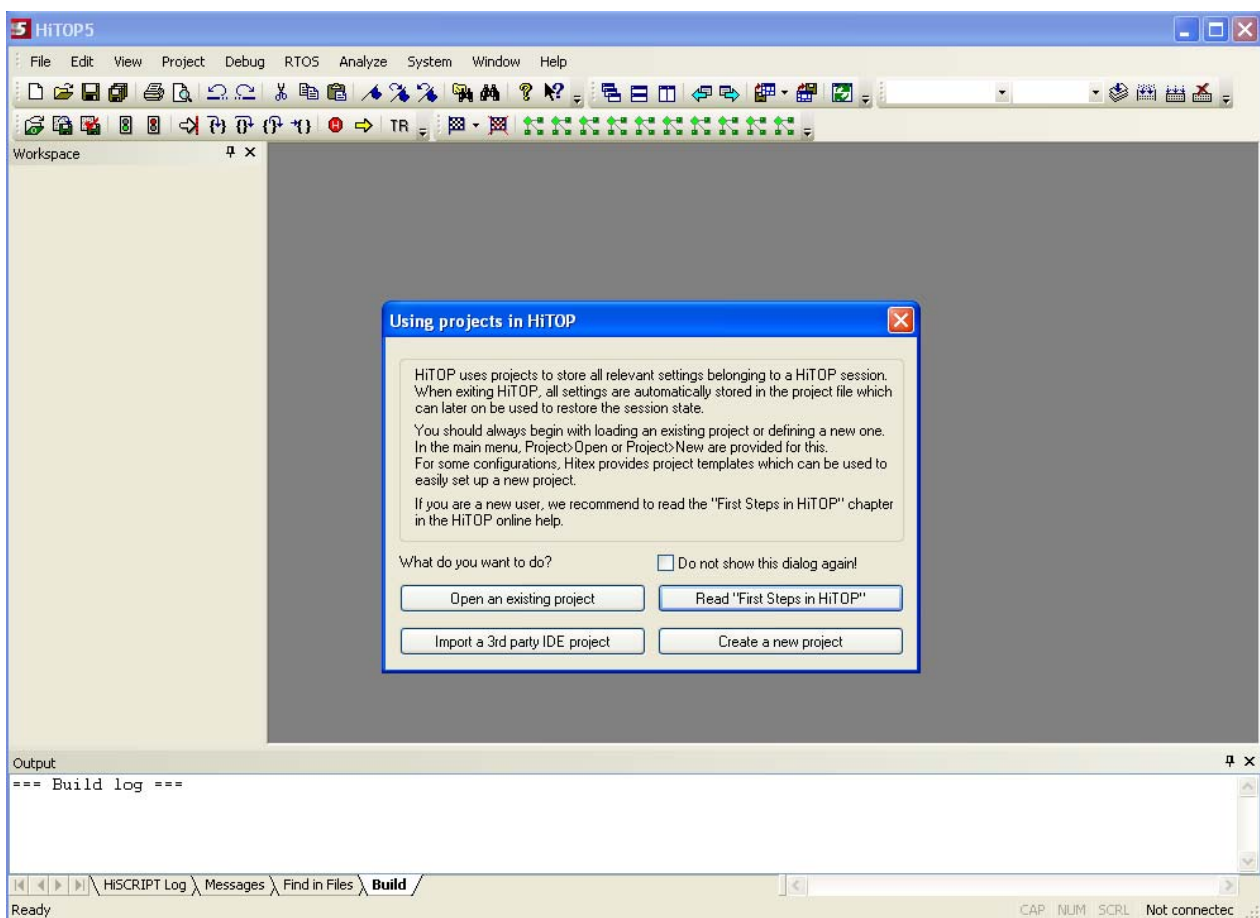 HiTOP5
File Edit View Project Debug RTOS Analyze System Window Help
TR
Workspace
Using projects in HiTOP
HiTOP uses projects to store all relevant settings belonging to a HiTOP session.
When exiting HiTOP, all settings are automatically stored in the project file which
can later on be used to restore the session state.
You should always begin with loading an existing project or defining a new one.
In the main menu, Project>Open or Project>New are provided for this.
For some configurations, Hitex provides project templates which can be used to
easily set up a new project.
If you are a new user, we recommend to read the "First Steps in HiTOP" chapter
in the HiTOP online help.
What do you want to do?
Do not show this dialog again!
Open an existing project
Read "First Steps in HiTOP"
Import a 3rd party IDE project
Create a new project
Output
=== Build log ===
HiSCRIPT Log Messages Find in Files Build
Ready
CAP NUM SCRL Not connectec